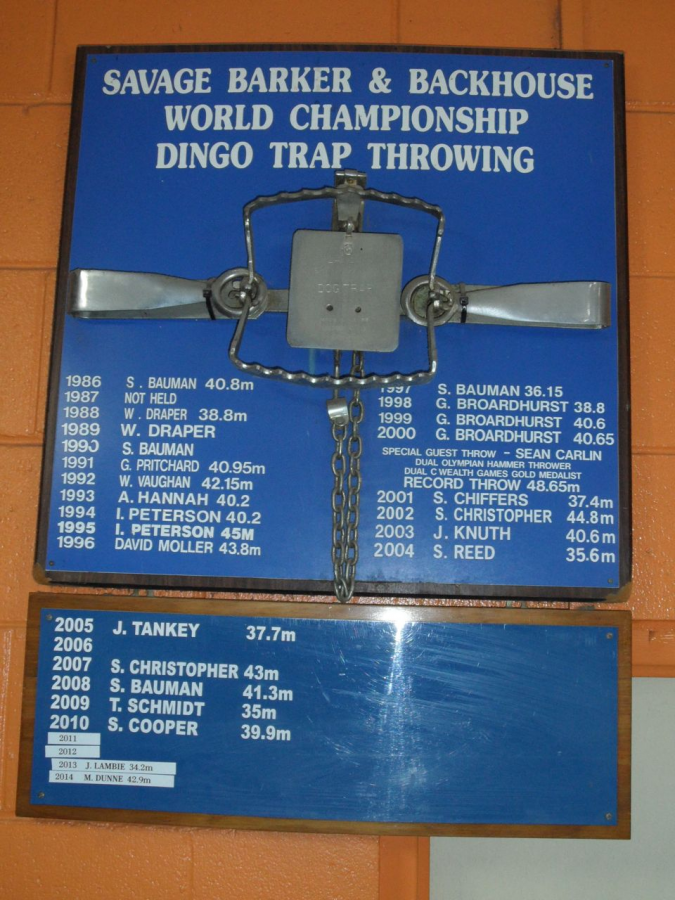 SAVAGE BARKER & BACKHOUSE
WORLD CHAMPIONSHIP
DINGO TRAP THROWING
1986 S . BAUMAN 40.8m
1987 NOT HELD
1988 W . DRAPER 38.8m
1989 W. DRAPER
1990 S. BAUMAN
1991 G. PRITCHARD 40.95m
1992 W. VAUGHAN 42.15m
1993 A. HANNAH 40.2
1994 I. PETERSON 40.2
1995 I. PETERSON 45M
1996 DAVID MOLLER 43.8m
1997 S. BAUMAN 36.15
1998 G. BROARDHURST 38.8
1999 G. BROARDHURST 40.6
2000 G. BROARDHURST 40.65
SPECIAL GUEST THROW - SEAN CARLIN
DUAL OLYMPIAN HAMMER THROWER
DUAL C WEALTH GAMES GOLD MEDALIST
RECORD THROW 48.65m
2001 S. CHIFFERS 37.4m
2002 S. CHRISTOPHER 44.8m
2003 J. KNUTH 40.6m
2004 S. REED 35.6m
2005 J. TANKEY 37.7m
2006
2007 S. CHRISTOPHER 43m
2008 S. BAUMAN 41.3m
2009 T. SCHMIDT 35m
2010 S. COOPER 39.9m
2011
2012
2013 J. LAMBIE 34.2m
2014 M. DUNNE 42.9m